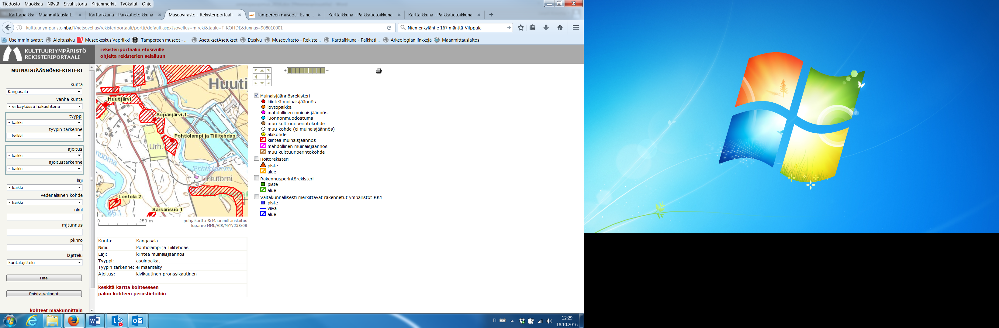 Tiedosto Muokkaa Näytä Sivuhistoria Kirjanmerkit Työkalut Ohje
Karttapaikka - Maanmittauslait... Karttaikkuna - Paikkatietoikkuna Museovirasto - Rekisteriportaali Tampereen museot - Esine... Karttaikkuna - Paikkatietoikkuna Karttaikkuna - Paikkatietoikkuna
kulttuuriymparisto.nba.fi/netsovellus/rekisteriportaali/portti/default.aspx?sovellus=mjreki&taulu=T_KOHDE&tunnus=908010001 Niemenkyläntie 167 mänttä-Vilppula
Useimmin avatut Aloitussivu Museokeskus Vapriikki Tampereen museot - ... AsetuksetAsetukset Etusivu Museovirasto - Rekiste... Karttaikkuna - Paikkati... Arkeologian linkkejä Maanmittauslaitos
KULTTUURIYMPÄRISTÖ
REKISTERIPORTAALI
rekisteriportaalin etusivulle
ohjeita rekisterien selailuun
MUINAISJÄÄNNÖSREKISTERI
kunta
Kangasala
vanha kunta
- ei käytössä hakuehtona
tyyppi
- kaikki
tyypin tarkenne
- kaikki
ajoitus
- kaikki
ajoitustarkenne
- kaikki
laji
- kaikki
vedenalainen kohde
- kaikki
nimi
mjtunnus
pknro
lajittelu
kuntalajittelu
Hae
Poista valinnat
kohteet maakunnittain
Huuti
Huutijärvi
Sepänjärvi 1
Pohtiolampi ja Tiilitehdas
Urh.
nuoma
Pohtiolammi
Lintutorni
Lentola 2
Sarsansuo 1
86.1
0 250 m
pohjakartta © Maanmittauslaitos
lupanro MML/VIR/MYY/258/08
+ −
Muinaisjäännösrekisteri
kiinteä muinaisjäännös
löytöpaikka
mahdollinen muinaisjäännös
luonnonmuodostuma
muu kulttuuriperintökohde
muu kohde (ei muinaisjäännös)
alakohde
kiinteä muinaisjäännös
mahdollinen muinaisjäännös
muu kulttuuriperintökohde
Hoitorekisteri
piste
alue
Rakennusperintörekisteri
piste
alue
Valtakunnallisesti merkittävät rakennetut ympäristöt RKY
piste
viiva
alue
Kunta: Kangasala
Nimi: Pohtiolampi ja Tiilitehdas
Laji: kiinteä muinaisjäännös
Tyyppi: asuinpaikat
Tyypin tarkenne: ei määritelty
Ajoitus: kivikautinen pronssikautinen
keskitä kartta kohteeseen
paluu kohteen perustietoihin
FI 12:29
18.10.2016